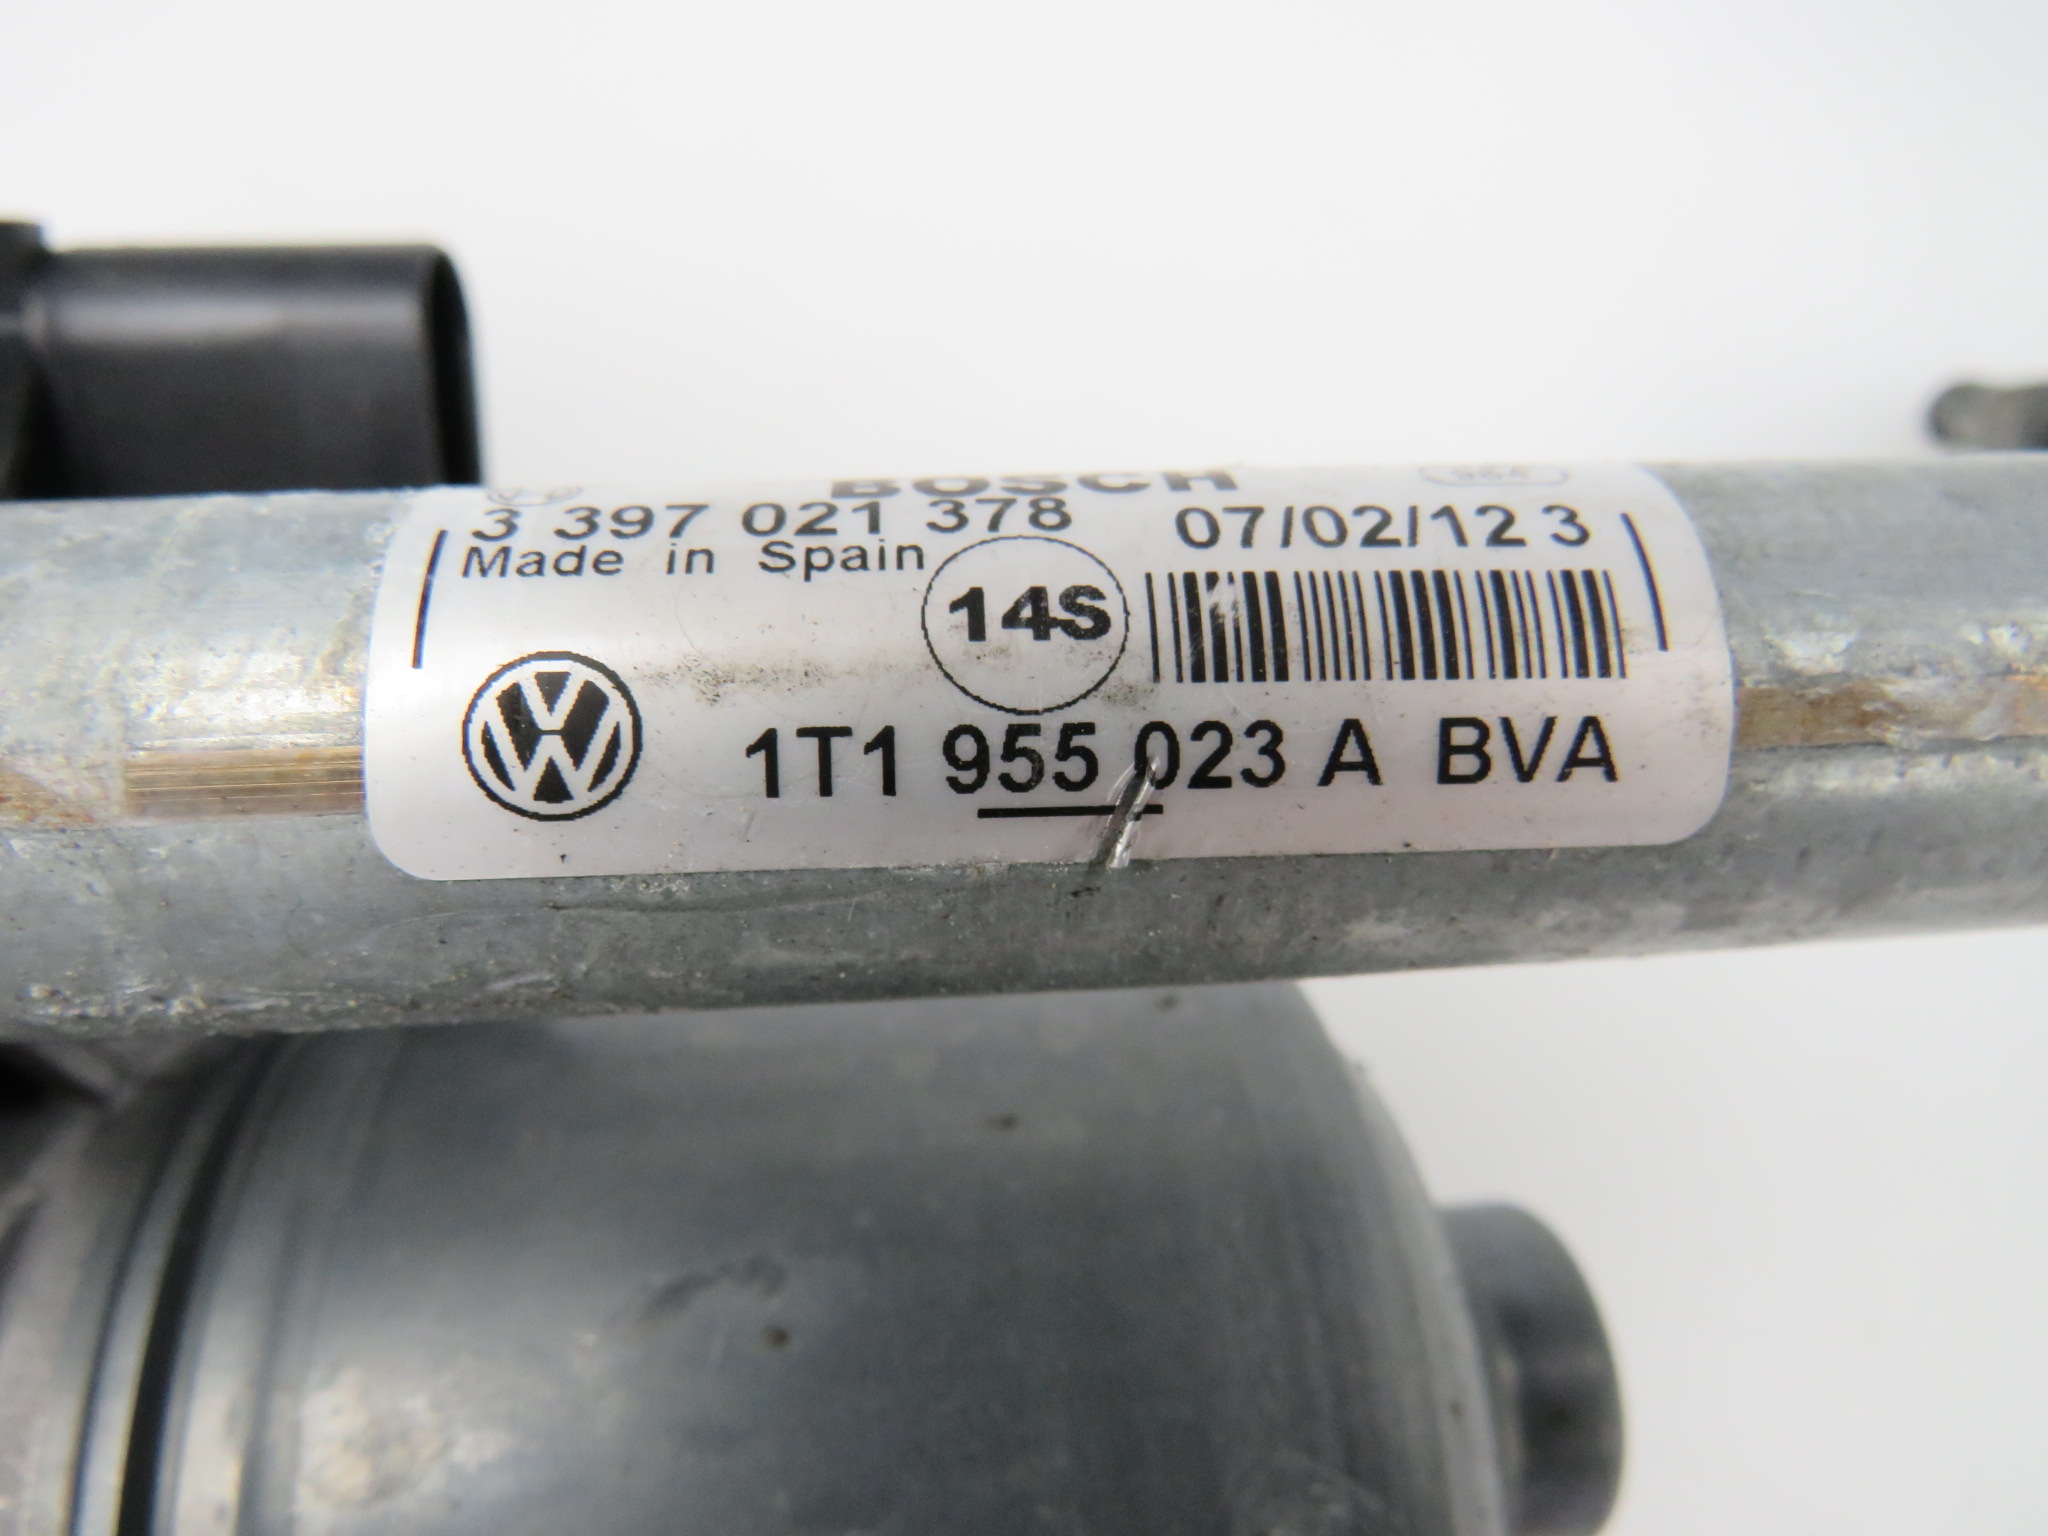 BOSCH
3 397 021 378 07/02/12 3
Made in Spain
14S
1T1 955 023 A BVA